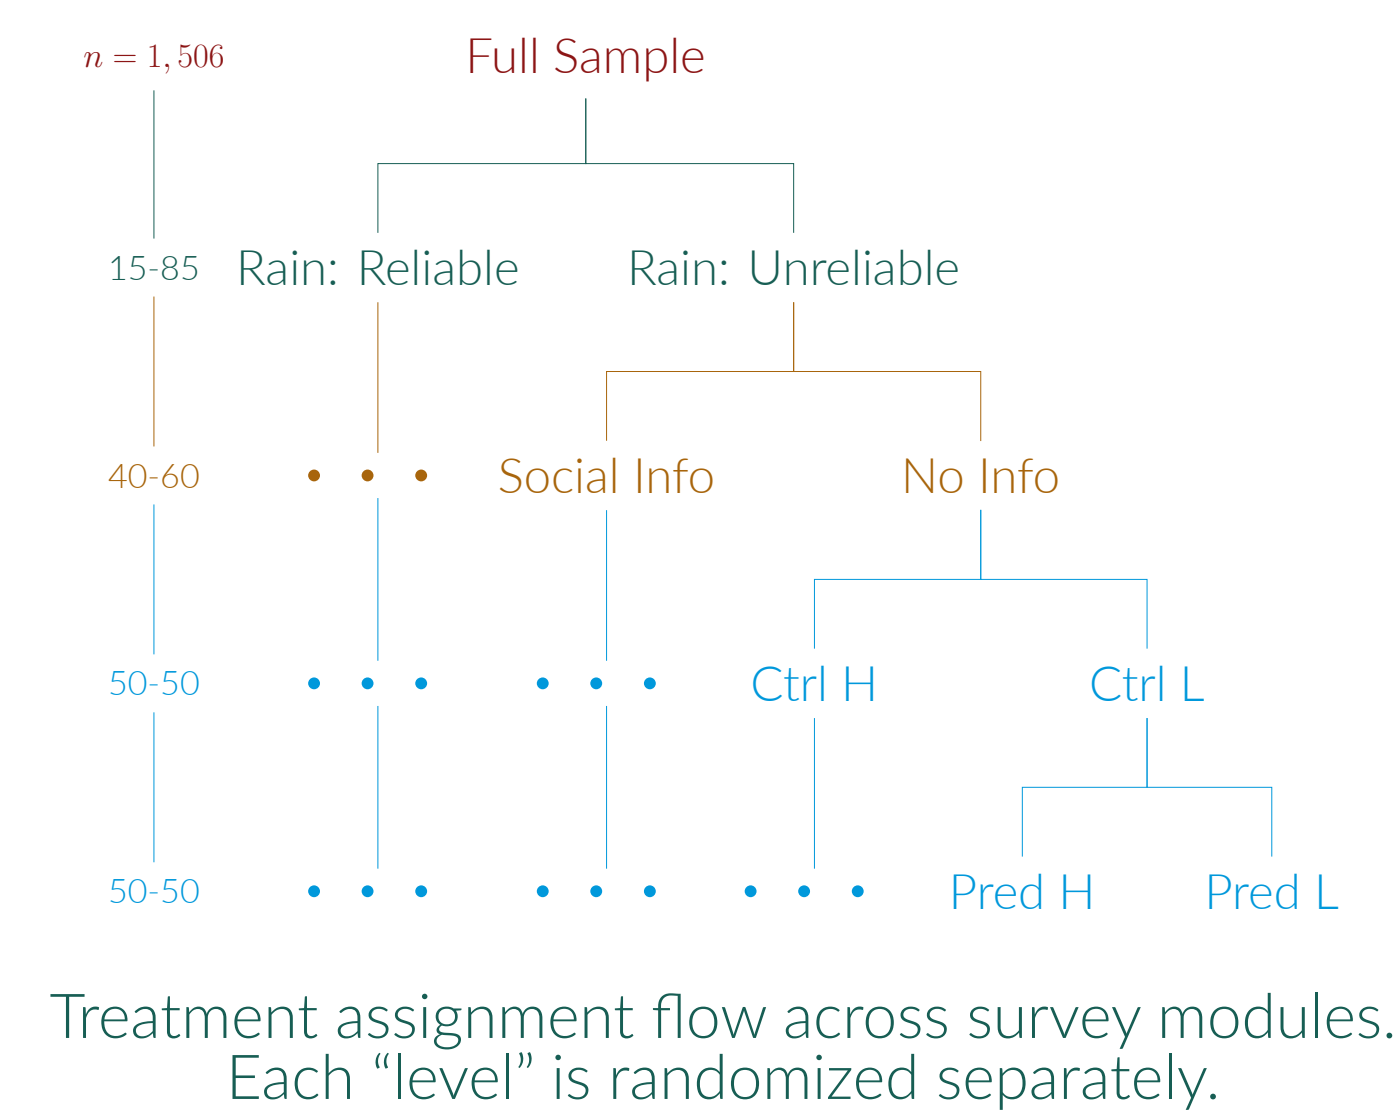 n = 1,506 Full Sample
15-85 Rain: Reliable Rain: Unreliable
40-60 • • • Social Info No Info
50-50 • • • • • • Ctrl H Ctrl L
50-50 • • • • • • • • • Pred H Pred L
Treatment assignment flow across survey modules.
Each “level” is randomized separately.